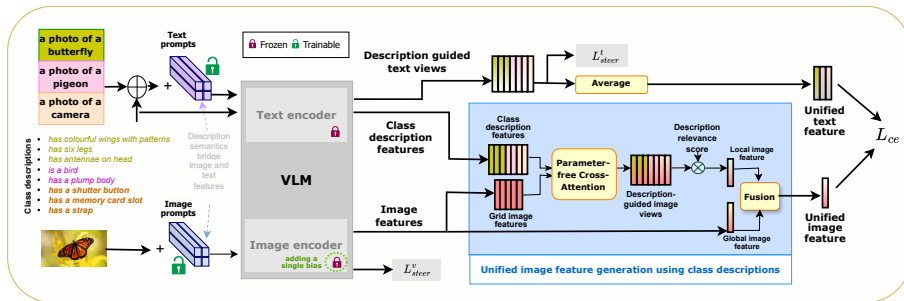 a photo of a
butterfly
a photo of a
pigeon
a photo of a
camera
Text
prompts
Frozen
Trainable
Class descriptions
has colourful wings with patterns
has six legs
has antennae on head
is a bird
has a plump body
has a shutter button
has a memory card slot
has a strap
Description
semantics
bridge
image and
text
features
Image
prompts
Text encoder
VLM
Image encoder
adding a
single bias
Description guided
text views
L^t_steer
Average
Unified
text
feature
L_ce
Class
description
features
Image
features
L^v_steer
Class
description features
Grid image
features
Parameter-
free Cross-
Attention
Description-
guided image
views
Description
relevance
score
Local image
feature
Fusion
Global image
feature
Unified
image
feature
Unified image feature generation using class descriptions